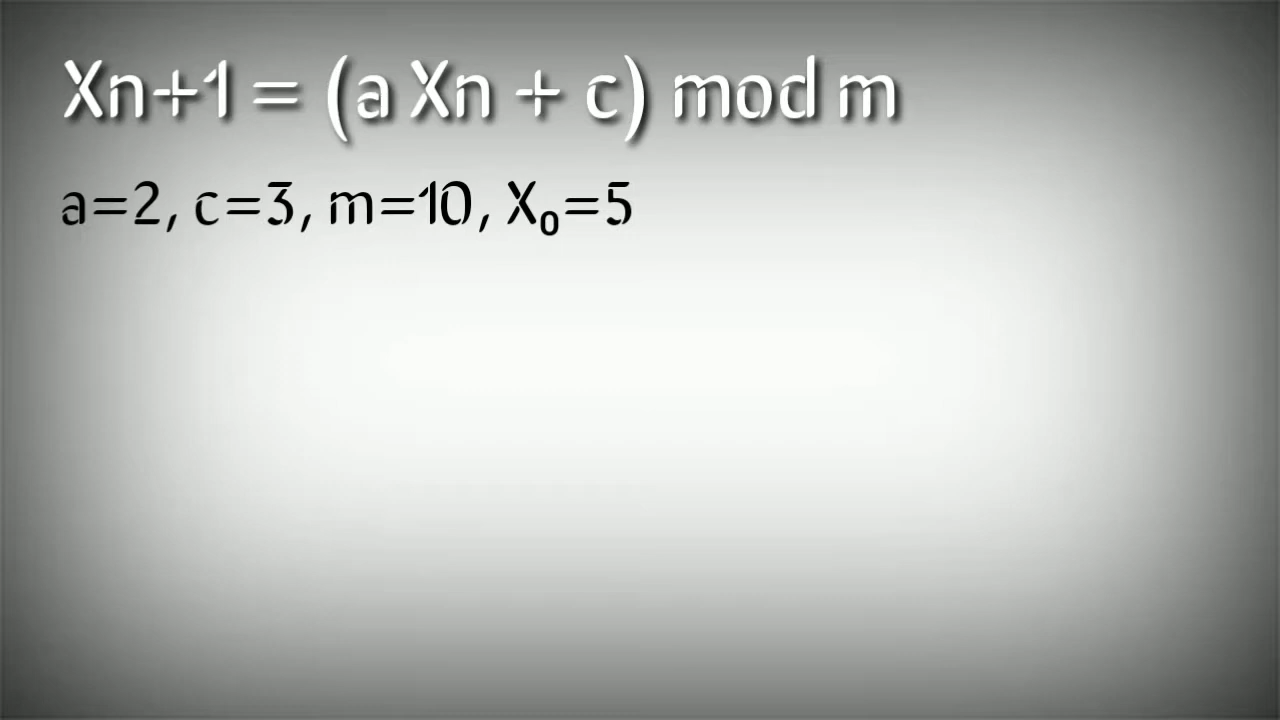 Xn+1 = (a Xn + c) mod m
a=2, c=3, m=10, X₀=5